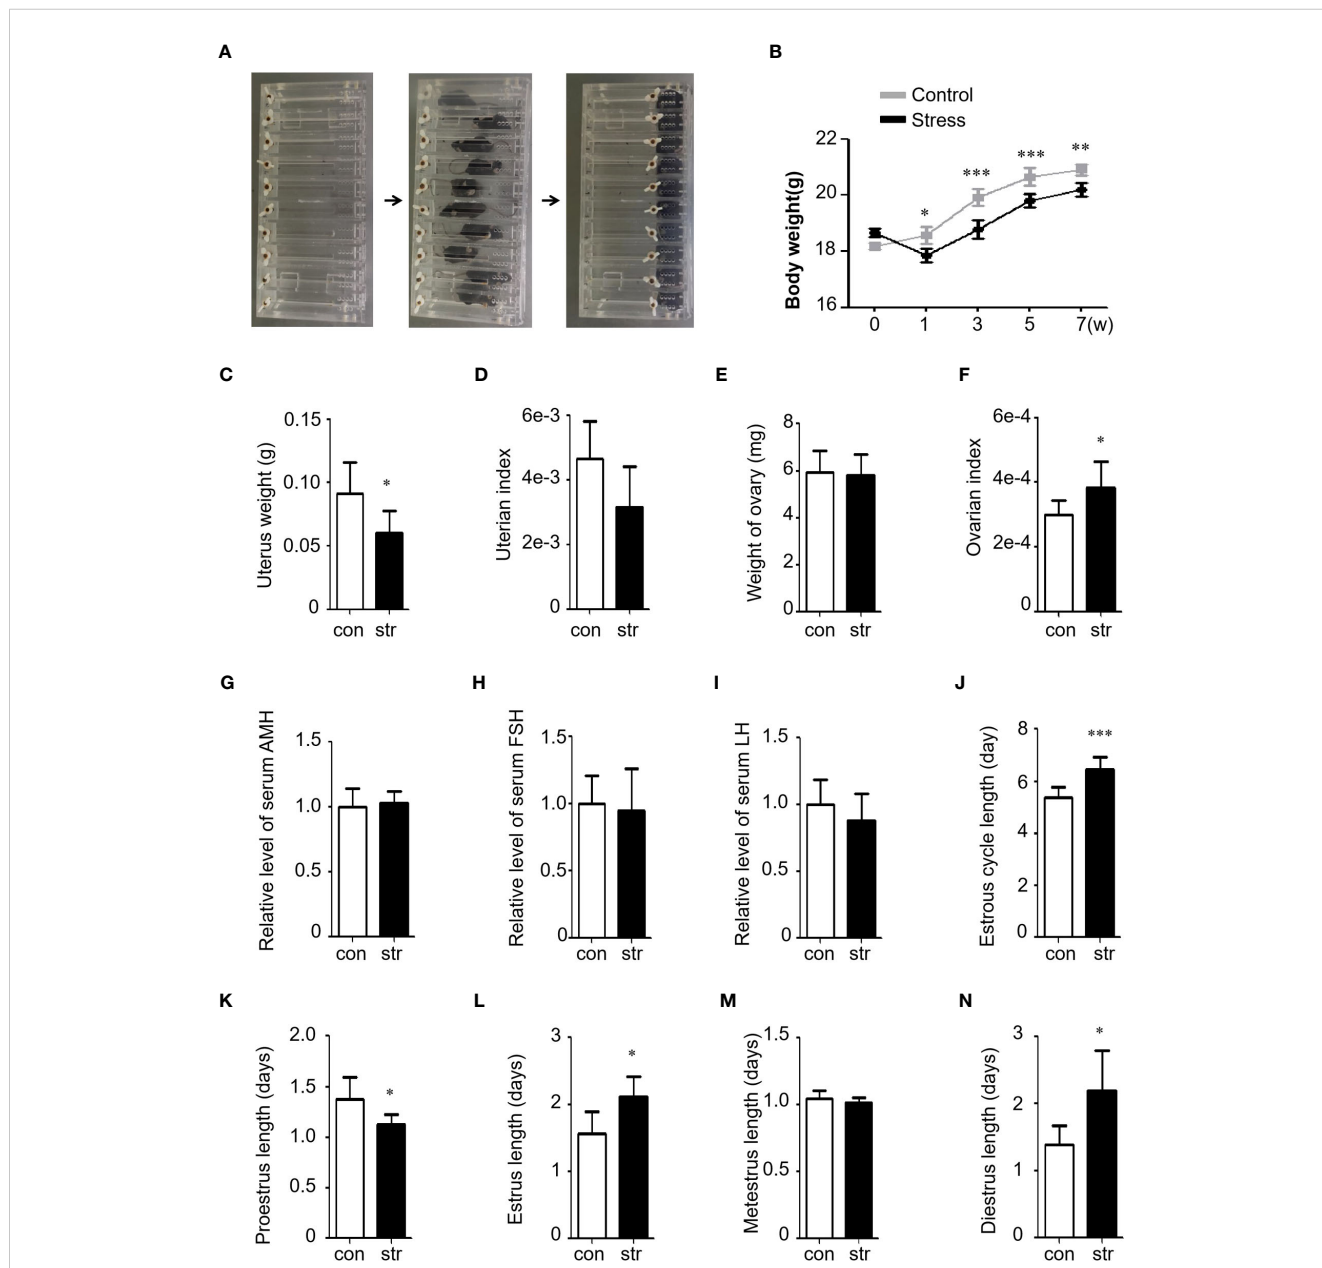 A
B
Control
Stress
Body weight(g)
22
20
18
16
*
***
***
**
0 1 3 5 7(w)
C
D
E
F
Uterus weight (g)
0.15
0.10
0.05
0
*
con str
Uterian index
6e-3
4e-3
2e-3
0
con str
Weight of ovary (mg)
8
6
4
2
0
con str
Ovarian index
6e-4
4e-4
2e-4
0
*
con str
G
H
I
J
Relative level of serum AMH
1.5
1.0
0.5
0
con str
Relative level of serum FSH
1.5
1.0
0.5
0
con str
Relative level of serum LH
1.5
1.0
0.5
0
con str
Estrous cycle length (day)
8
6
4
2
0
***
con str
K
L
M
N
Proestrus length (days)
2.0
1.5
1.0
0.5
0
*
con str
Estrus length (days)
3
2
1
0
*
con str
Metestrus length (days)
1.5
1.0
0.5
0
con str
Diestrus length (days)
3
2
1
0
*
con str